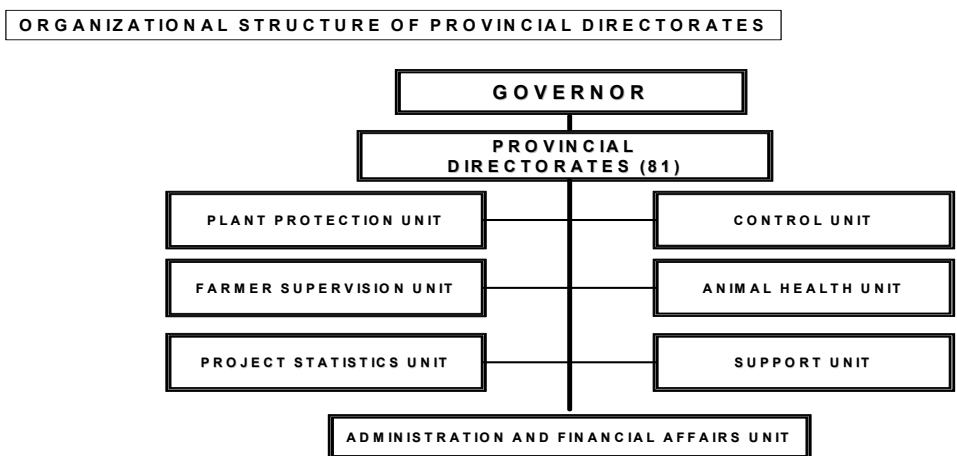 ORGANIZATIONAL STRUCTURE OF PROVINCIAL DIRECTORATES
GOVERNOR
PROVINCIAL
DIRECTORATES (81)
PLANT PROTECTION UNIT
CONTROL UNIT
FARMER SUPERVISION UNIT
ANIMAL HEALTH UNIT
PROJECT STATISTICS UNIT
SUPPORT UNIT
ADMINISTRATION AND FINANCIAL AFFAIRS UNIT